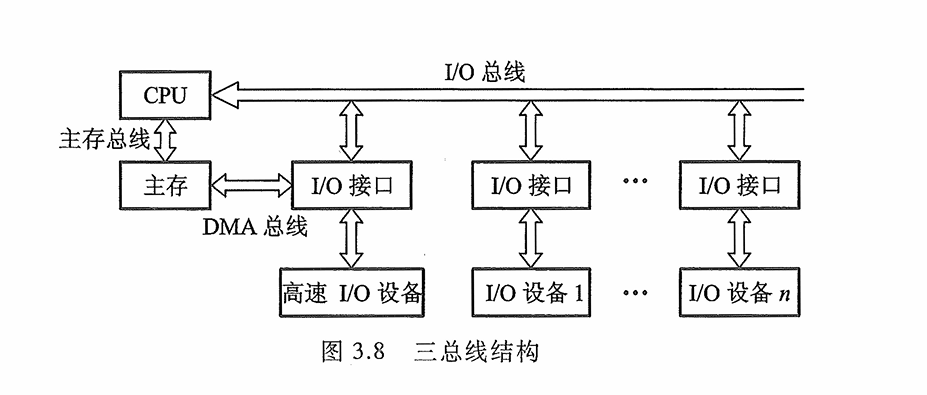 I/O 总线
CPU
主存总线
主存
I/O 接口
I/O 接口
···
I/O 接口
DMA 总线
高速 I/O 设备
I/O 设备 1
···
I/O 设备 n
图 3.8 三总线结构